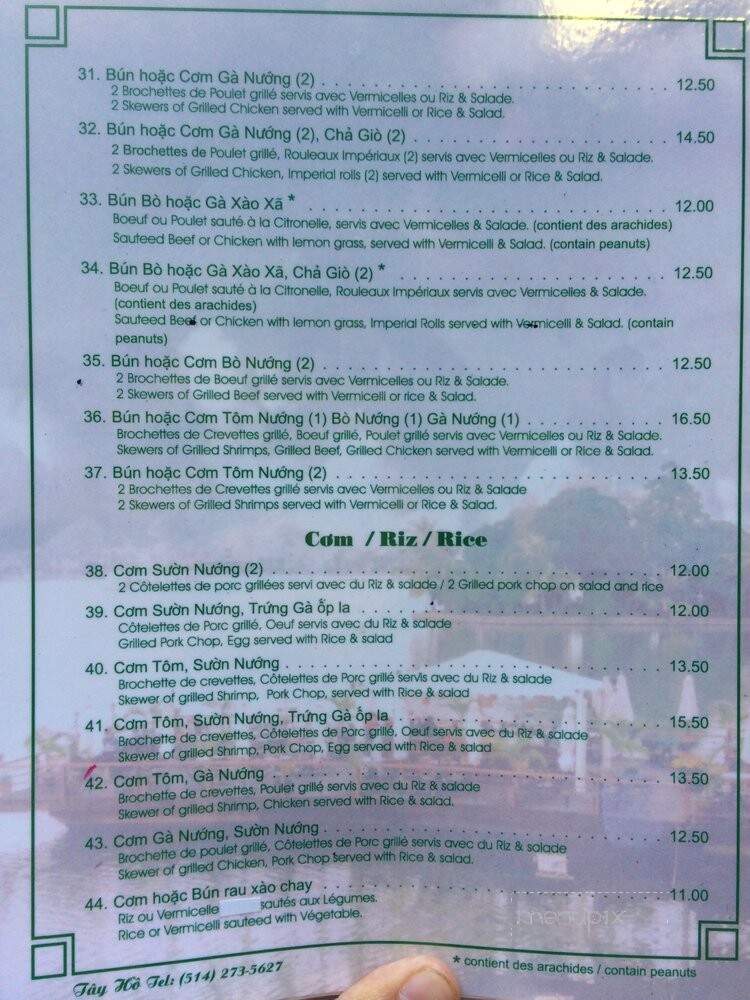 31. Bún hoặc Cơm Gà Nướng (2) . . . . . . . . . . . . . . . . . . . . . . . . . . . . . 12.50
2 Brochettes de Poulet grillé servis avec Vermicelles ou Riz & Salade.
2 Skewers of Grilled Chicken served with Vermicelli or Rice & Salad.
32. Bún hoặc Cơm Gà Nướng (2), Chả Giò (2) . . . . . . . . . . . . . . . . . . . . . 14.50
2 Brochettes de Poulet grillé, Rouleaux Impériaux (2) servis avec Vermicelles ou Riz & Salade.
2 Skewers of Grilled Chicken, Imperial rolls (2) served with Vermicelli or Rice & Salad.
33. Bún Bò hoặc Gà Xào Xã * . . . . . . . . . . . . . . . . . . . . . . . . . . . . . . 12.00
Boeuf ou Poulet sauté à la Citronelle, servis avec Vermicelles & Salade. (contient des arachides)
Sauteed Beef or Chicken with lemon grass, served with Vermicelli & Salad. (contain peanuts)
34. Bún Bò hoặc Gà Xào Xã, Chả Giò (2) * . . . . . . . . . . . . . . . . . . . . . . 12.50
Boeuf ou Poulet sauté à la Citronelle, Rouleaux Impériaux servis avec Vermicelles & Salade.
(contient des arachides)
Sauteed Beef or Chicken with lemon grass, Imperial Rolls served with Vermicelli & Salad. (contain
peanuts)
35. Bún hoặc Cơm Bò Nướng (2) . . . . . . . . . . . . . . . . . . . . . . . . . . . . 12.50
2 Brochettes de Boeuf grillé servis avec Vermicelles ou Riz & Salade.
2 Skewers of Grilled Beef served with Vermicelli or rice & Salad.
36. Bún hoặc Cơm Tôm Nướng (1) Bò Nướng (1) Gà Nướng (1) . . . . . . . . . . . 16.50
Brochettes de Crevettes grillé, Boeuf grillé, Poulet grillé servis avec Vermicelles ou Riz & Salade.
Skewers of Grilled Shrimps, Grilled Beef, Grilled Chicken served with Vermicelli or Rice & Salad.
37. Bún hoặc Cơm Tôm Nướng (2) . . . . . . . . . . . . . . . . . . . . . . . . . . . 13.50
2 Brochettes de Crevettes grillé servis avec Vermicelles ou Riz & Salade
2 Skewers of Grilled Shrimps served with Vermicelli or Rice & Salad.
Cơm / Riz / Rice
38. Cơm Sườn Nướng (2) . . . . . . . . . . . . . . . . . . . . . . . . . . . . . . . . 12.00
2 Côtelettes de porc grillées servi avec du Riz & salade / 2 Grilled pork chop on salad and rice
39. Cơm Sườn Nướng, Trứng Gà ốp la . . . . . . . . . . . . . . . . . . . . . . . . . 12.00
Côtelettes de Porc grillé, Oeuf servis avec du Riz & salade
Grilled Pork Chop, Egg served with Rice & salad
40. Cơm Tôm, Sườn Nướng . . . . . . . . . . . . . . . . . . . . . . . . . . . . . . . 13.50
Brochette de crevettes, Côtelettes de Porc grillé servis avec du Riz & salade
Skewer of grilled Shrimp, Pork Chop, served with Rice & salad
41. Cơm Tôm, Sườn Nướng, Trứng Gà ốp la . . . . . . . . . . . . . . . . . . . . . . 15.50
Brochette de crevettes, Côtelettes de Porc grillé, Oeuf servis avec du Riz & salade
Skewer of grilled Shrimp, Pork Chop, Egg served with Rice & salad
42. Cơm Tôm, Gà Nướng . . . . . . . . . . . . . . . . . . . . . . . . . . . . . . . . 13.50
Brochette de crevettes, Poulet grillé servis avec du Riz & salade
Skewer of grilled Shrimp, Chicken served with Rice & salad.
43. Cơm Gà Nướng, Sườn Nướng . . . . . . . . . . . . . . . . . . . . . . . . . . . . 12.50
Brochette de poulet grillé, Côtelettes de Porc grillé servis avec du Riz & salade
Skewer of grilled Chicken, Pork Chop served with Rice & salad.
44. Cơm hoặc Bún rau xào chay . . . . . . . . . . . . . . . . . . . . . . . . . . . . 11.00
Riz ou Vermicelle sautés aux Légumes.
Rice or Vermicelli sauteed with Végetable.
Tây Hồ Tel: (514) 273-5627
* contient des arachides / contain peanuts
menupix